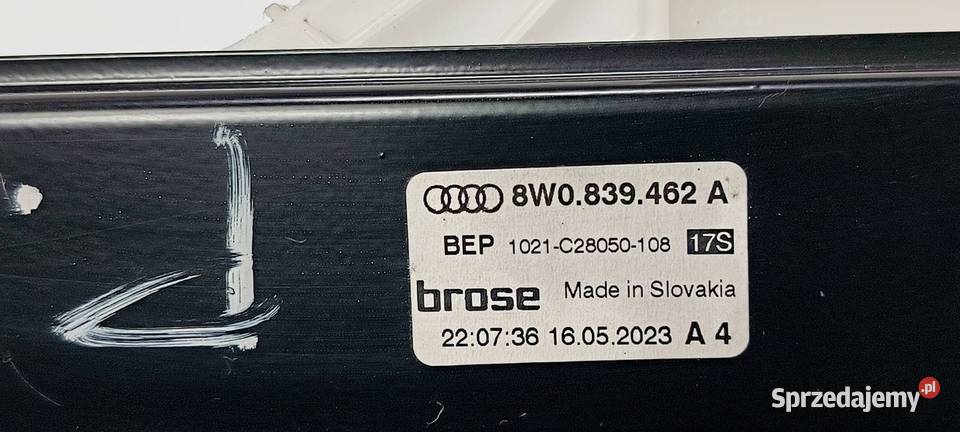 8W0.839.462 A
BEP 1021-C28050-108 17S
brose Made in Slovakia
22:07:36 16.05.2023 A 4
Sprzedajemy.pl